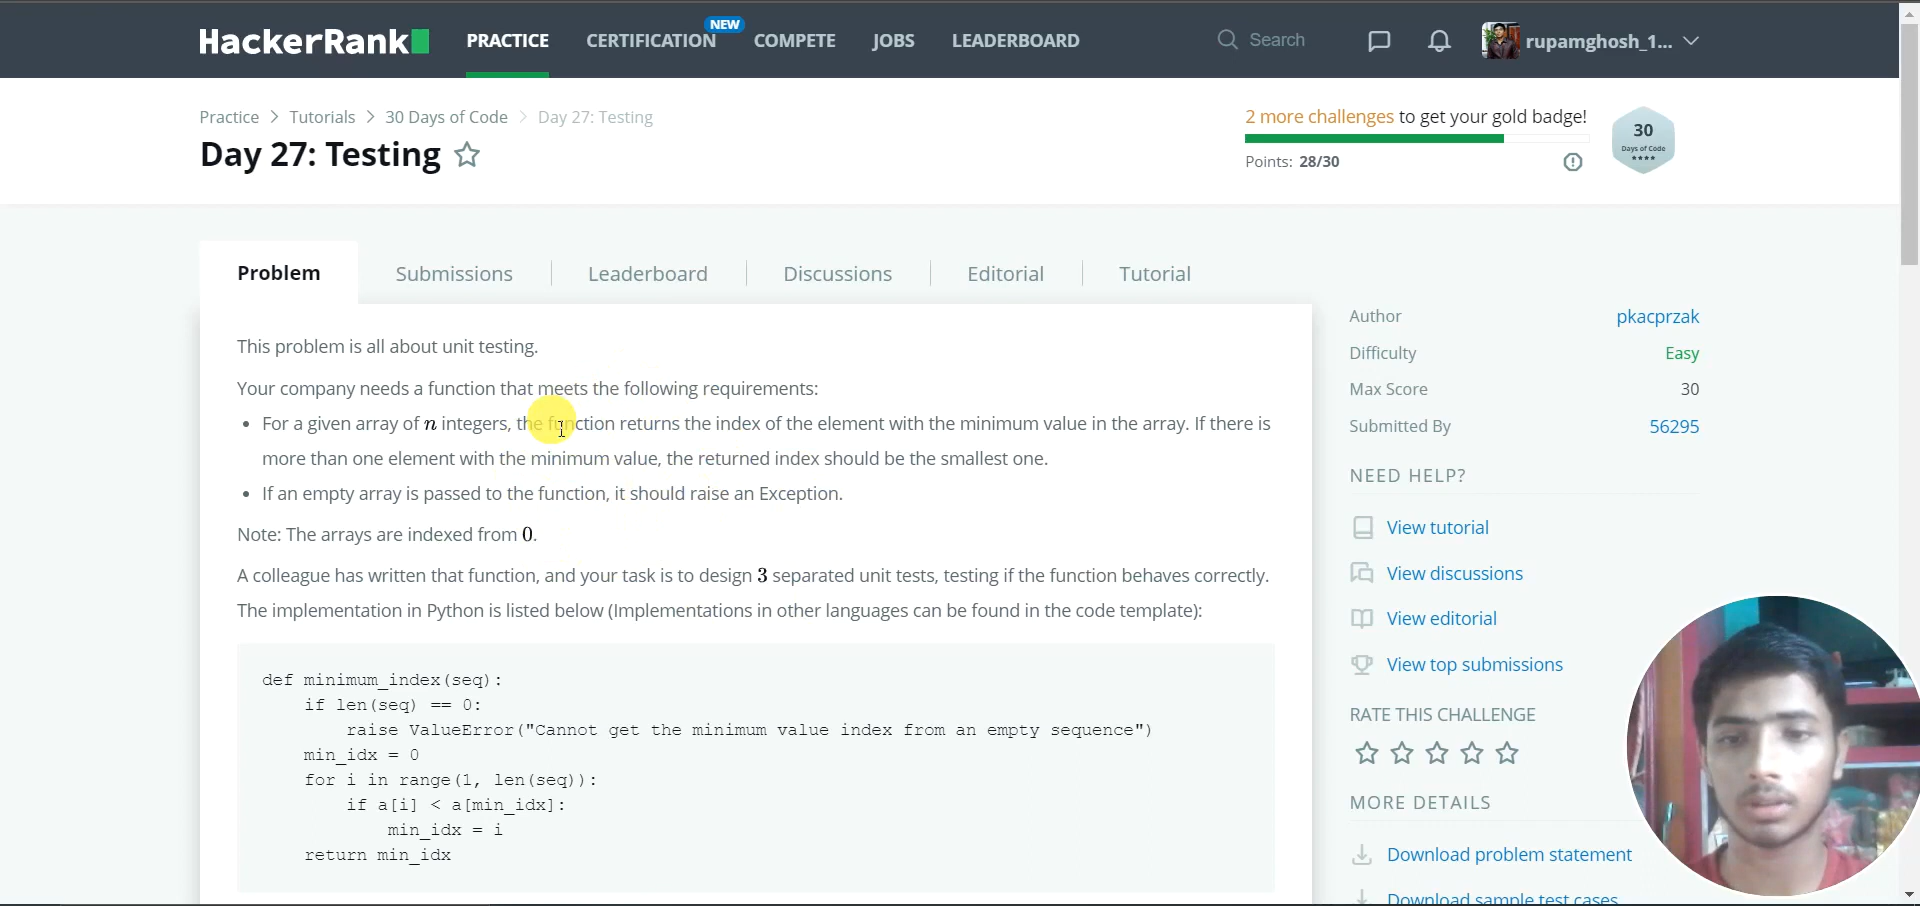 HackerRank
PRACTICE
CERTIFICATION
NEW
COMPETE
JOBS
LEADERBOARD
Search
rupamghosh_1...
Practice > Tutorials > 30 Days of Code > Day 27: Testing
Day 27: Testing
2 more challenges to get your gold badge!
Points: 28/30
30
Days of Code
Problem
Submissions
Leaderboard
Discussions
Editorial
Tutorial
This problem is all about unit testing.
Your company needs a function that meets the following requirements:
• For a given array of n integers, the function returns the index of the element with the minimum value in the array. If there is
more than one element with the minimum value, the returned index should be the smallest one.
• If an empty array is passed to the function, it should raise an Exception.
Note: The arrays are indexed from 0.
A colleague has written that function, and your task is to design 3 separated unit tests, testing if the function behaves correctly.
The implementation in Python is listed below (Implementations in other languages can be found in the code template):
def minimum_index(seq):
    if len(seq) == 0:
        raise ValueError("Cannot get the minimum value index from an empty sequence")
    min_idx = 0
    for i in range(1, len(seq)):
        if a[i] < a[min_idx]:
            min_idx = i
    return min_idx
Author pkacprzak
Difficulty Easy
Max Score 30
Submitted By 56295
NEED HELP?
View tutorial
View discussions
View editorial
View top submissions
RATE THIS CHALLENGE
MORE DETAILS
Download problem statement
Download sample test cases